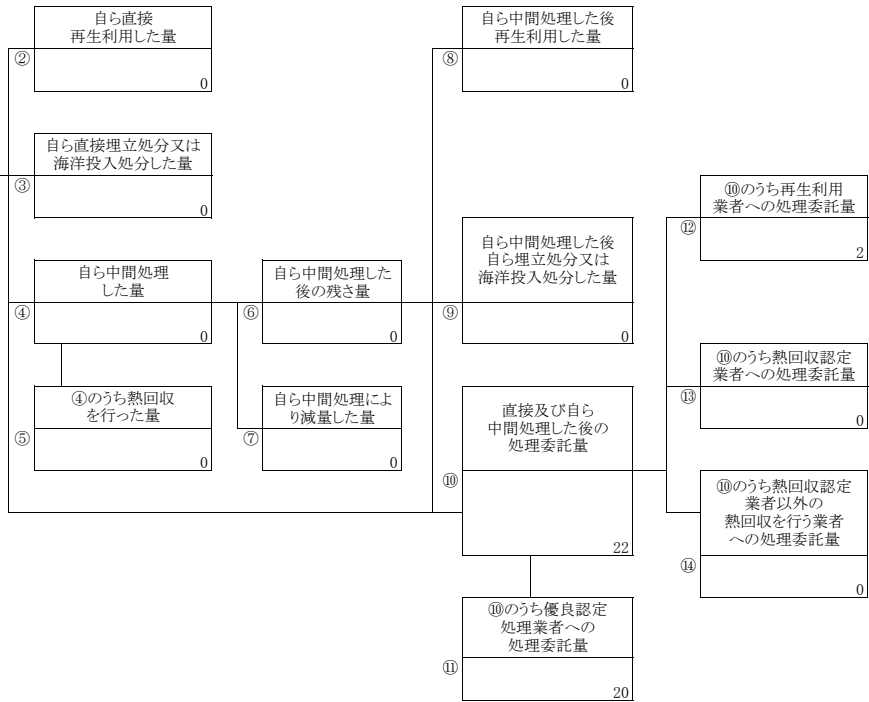 自ら直接
再生利用した量
②
0
自ら中間処理した後
再生利用した量
⑧
0
自ら直接埋立処分又は
海洋投入処分した量
③
0
⑩のうち再生利用
業者への処理委託量
⑫
2
自ら中間処理
した量
④
0
自ら中間処理した
後の残さ量
⑥
0
自ら中間処理した後
自ら埋立処分又は
海洋投入処分した量
⑨
0
⑩のうち熱回収認定
業者への処理委託量
⑬
0
④のうち熱回収
を行った量
⑤
0
自ら中間処理によ
り減量した量
⑦
0
直接及び自ら
中間処理した後の
処理委託量
⑩
22
⑩のうち熱回収認定
業者以外の
熱回収を行う業者
への処理委託量
⑭
0
⑩のうち優良認定
処理業者への
処理委託量
⑪
20